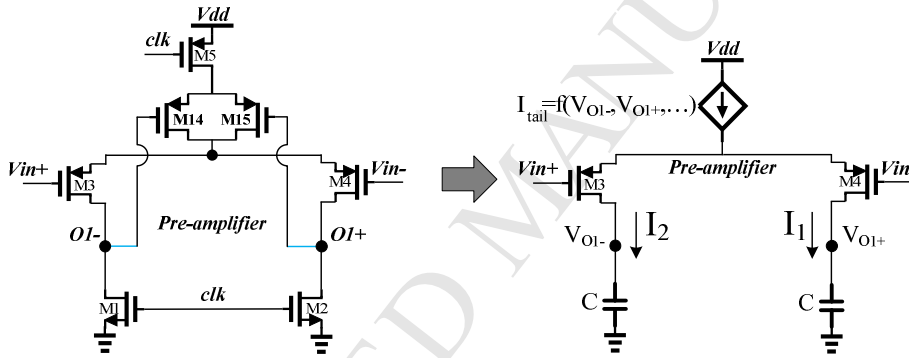 Vdd
clk
M5
M14 M15
Vin+
M3
Vin-
M4
Pre-amplifier
O1-
O1+
M1
clk
M2
Vdd
Itail=f(VO1-,VO1+,...)
Pre-amplifier
Vin+
M3
Vin
M4
VO1-
I2
I1
VO1+
C
C